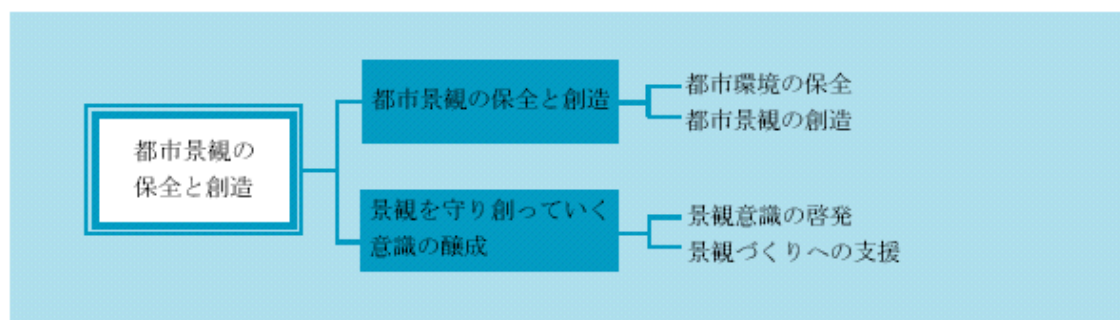 都市景観の
保全と創造
都市景観の保全と創造
都市環境の保全
都市景観の創造
景観を守り創っていく
意識の醸成
景観意識の啓発
景観づくりへの支援